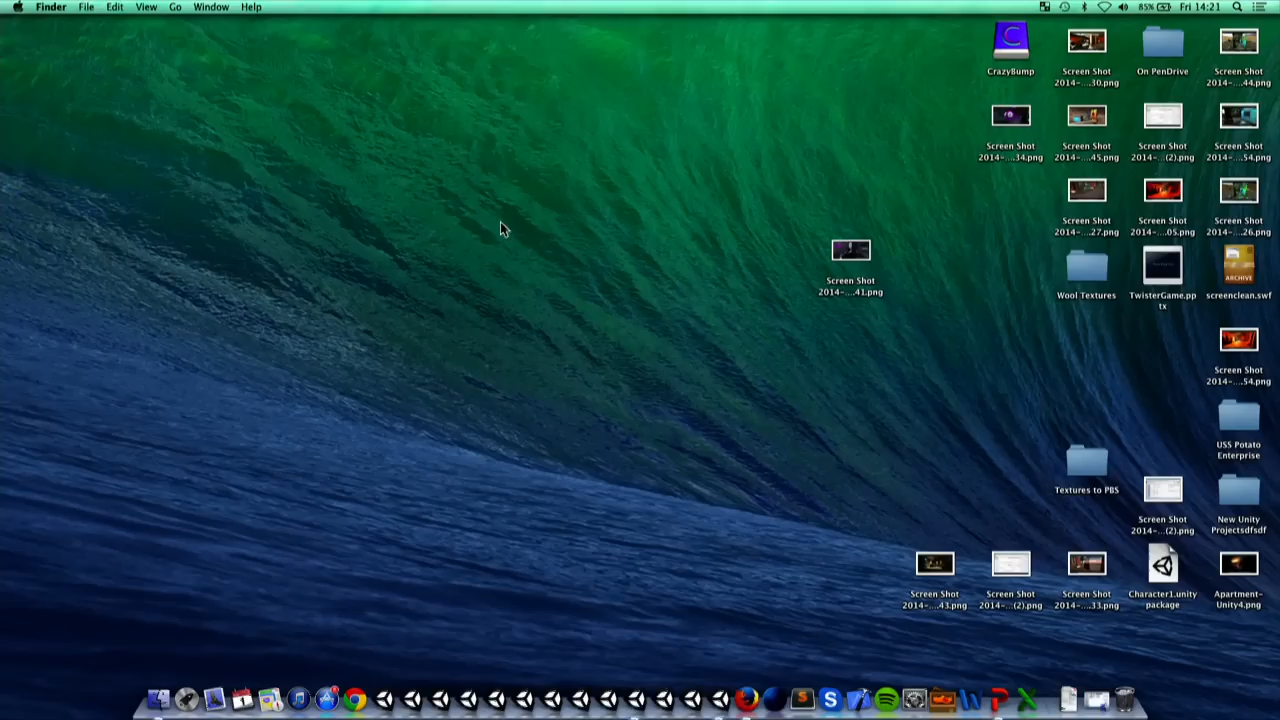 Finder File Edit View Go Window Help
85% Fri 14:21
CrazyBump
Screen Shot
2014-....30.png
On PenDrive
Screen Shot
2014-....44.png
Screen Shot
2014-....34.png
Screen Shot
2014-....45.png
Screen Shot
2014-...(2).png
Screen Shot
2014-....54.png
Screen Shot
2014-....27.png
Screen Shot
2014-....05.png
Screen Shot
2014-....26.png
Screen Shot
2014-....41.png
Wool Textures
TwisterGame.pp
tx
ARCHIVE
screenclean.swf
Screen Shot
2014-....54.png
USS Potato
Enterprise
Textures to PBS
Screen Shot
2014-...(2).png
New Unity
Projectsdfsdf
Screen Shot
2014-....43.png
Screen Shot
2014-...(2).png
Screen Shot
2014-....33.png
Character1.unity
package
Apartment-
Unity4.png